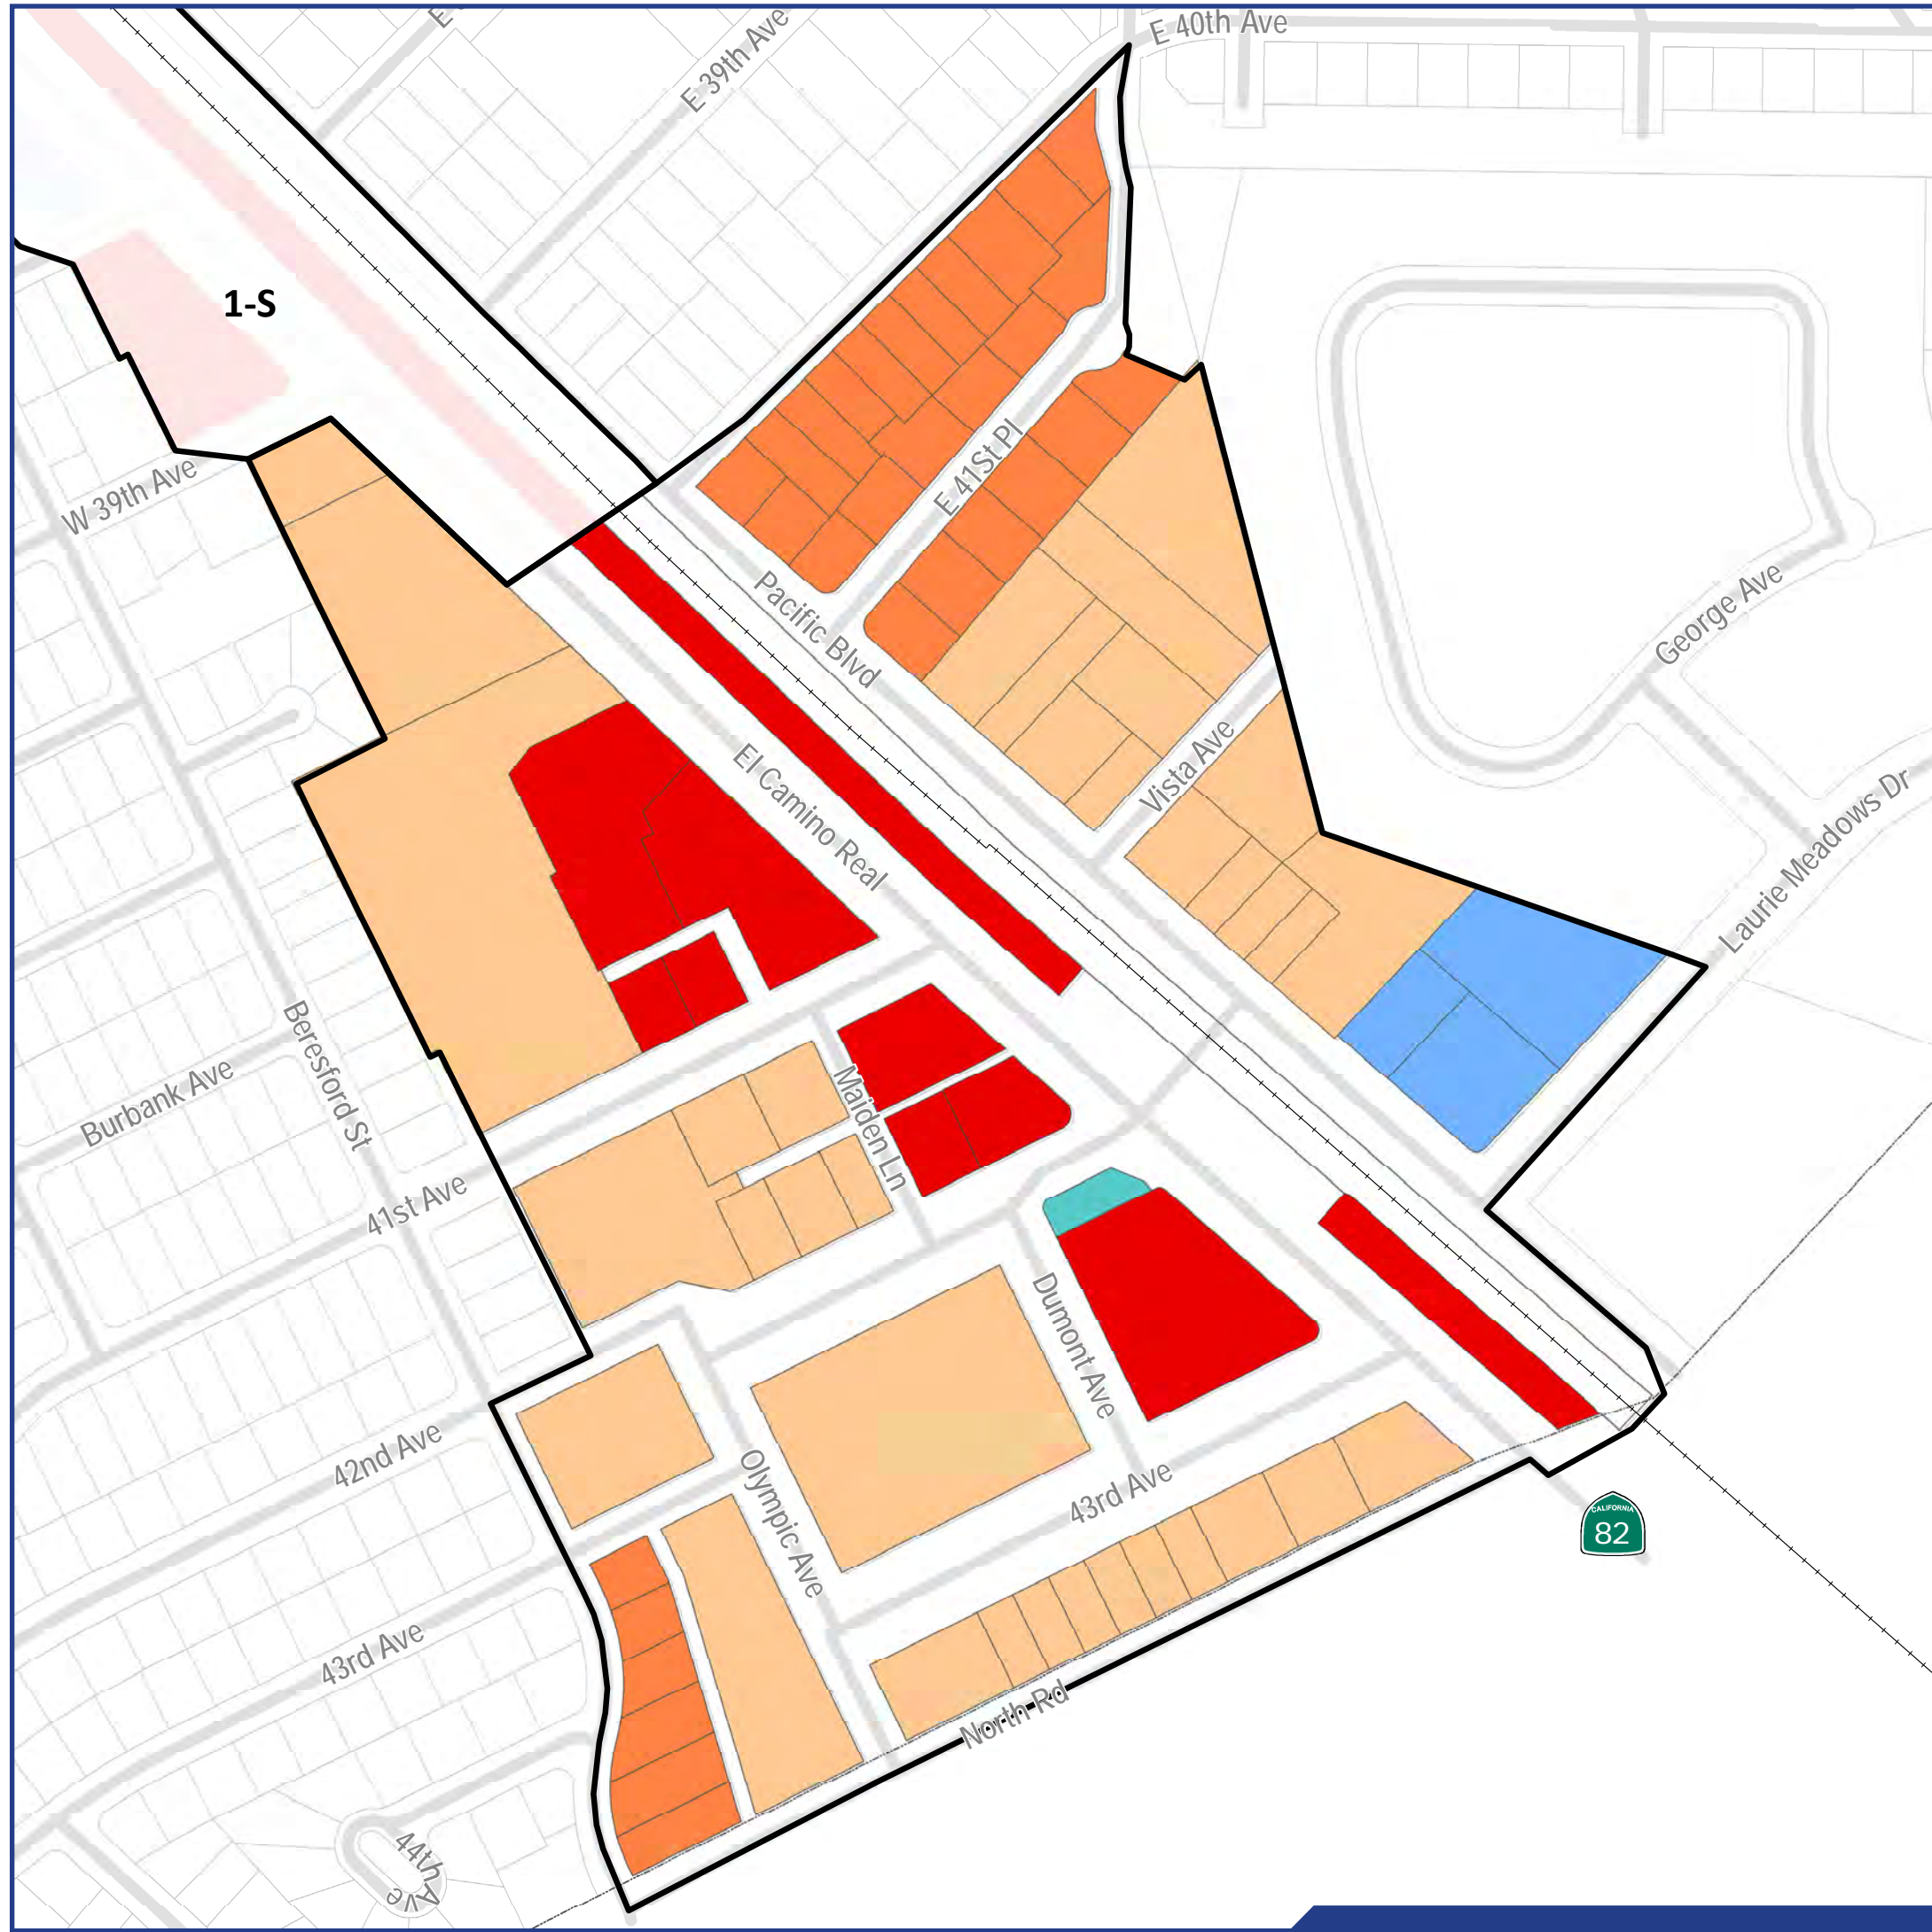 E
E 39th Ave
E 40th Ave
1-S
W 39th Ave
E 41St Pl
Pacific Blvd
George Ave
El Camino Real
Vista Ave
Laurie Meadows Dr
Beresford St
Burbank Ave
Maiden Ln
41st Ave
Dumont Ave
42nd Ave
Olympic Ave
43rd Ave
CALIFORNIA
82
43rd Ave
North Rd
44th
Ave